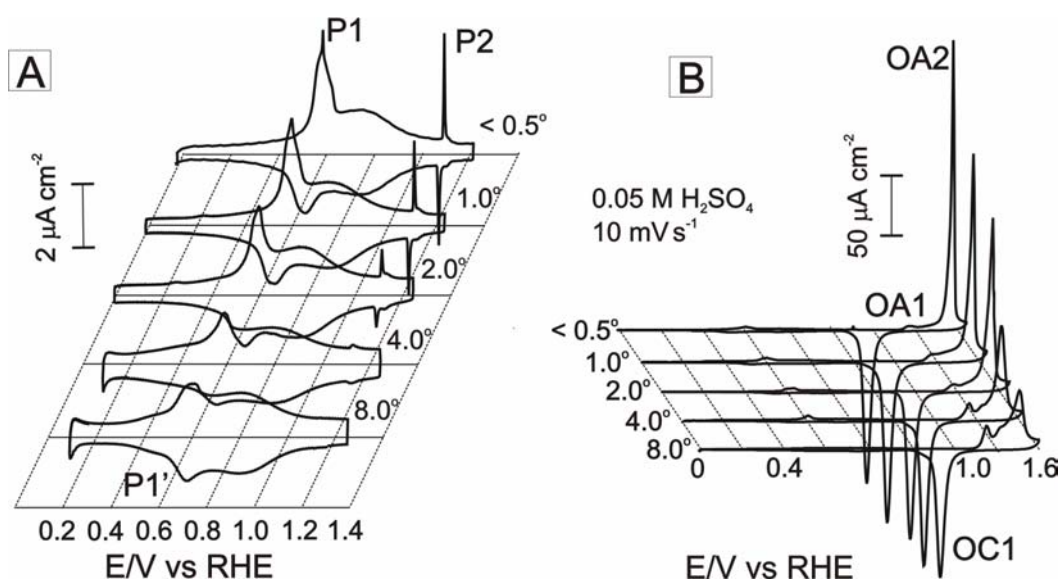 A
P1
P2
< 0.5°
1.0°
2.0°
4.0°
8.0°
2 μA cm⁻²
P1'
0.2 0.4 0.6 0.8 1.0 1.2 1.4
E/V vs RHE
B
OA2
0.05 M H₂SO₄
10 mV s⁻¹
50 μA cm⁻²
OA1
< 0.5°
1.0°
2.0°
4.0°
8.0°
0 0.4 1.0 1.6
E/V vs RHE
OC1